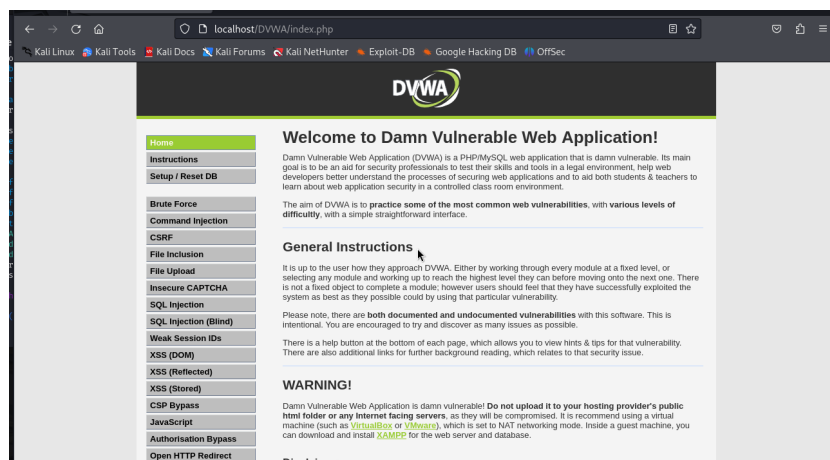 localhost/DVWA/index.php
Kali Linux Kali Tools Kali Docs Kali Forums Kali NetHunter Exploit-DB Google Hacking DB OffSec
DVWA
Home
Instructions
Setup / Reset DB
Brute Force
Command Injection
CSRF
File Inclusion
File Upload
Insecure CAPTCHA
SQL Injection
SQL Injection (Blind)
Weak Session IDs
XSS (DOM)
XSS (Reflected)
XSS (Stored)
CSP Bypass
JavaScript
Authorisation Bypass
Open HTTP Redirect
Welcome to Damn Vulnerable Web Application!
Damn Vulnerable Web Application (DVWA) is a PHP/MySQL web application that is damn vulnerable. Its main
goal is to be an aid for security professionals to test their skills and tools in a legal environment, help web
developers better understand the processes of securing web applications and to aid both students & teachers to
learn about web application security in a controlled class room environment.
The aim of DVWA is to practice some of the most common web vulnerabilities, with various levels of
difficultly, with a simple straightforward interface.
General Instructions
It is up to the user how they approach DVWA. Either by working through every module at a fixed level, or
selecting any module and working up to reach the highest level they can before moving onto the next one. There
is not a fixed object to complete a module; however users should feel that they have successfully exploited the
system as best as they possible could by using that particular vulnerability.
Please note, there are both documented and undocumented vulnerabilities with this software. This is
intentional. You are encouraged to try and discover as many issues as possible.
There is a help button at the bottom of each page, which allows you to view hints & tips for that vulnerability.
There are also additional links for further background reading, which relates to that security issue.
WARNING!
Damn Vulnerable Web Application is damn vulnerable! Do not upload it to your hosting provider's public
html folder or any Internet facing servers, as they will be compromised. It is recommend using a virtual
machine (such as VirtualBox or VMware), which is set to NAT networking mode. Inside a guest machine, you
can download and install XAMPP for the web server and database.